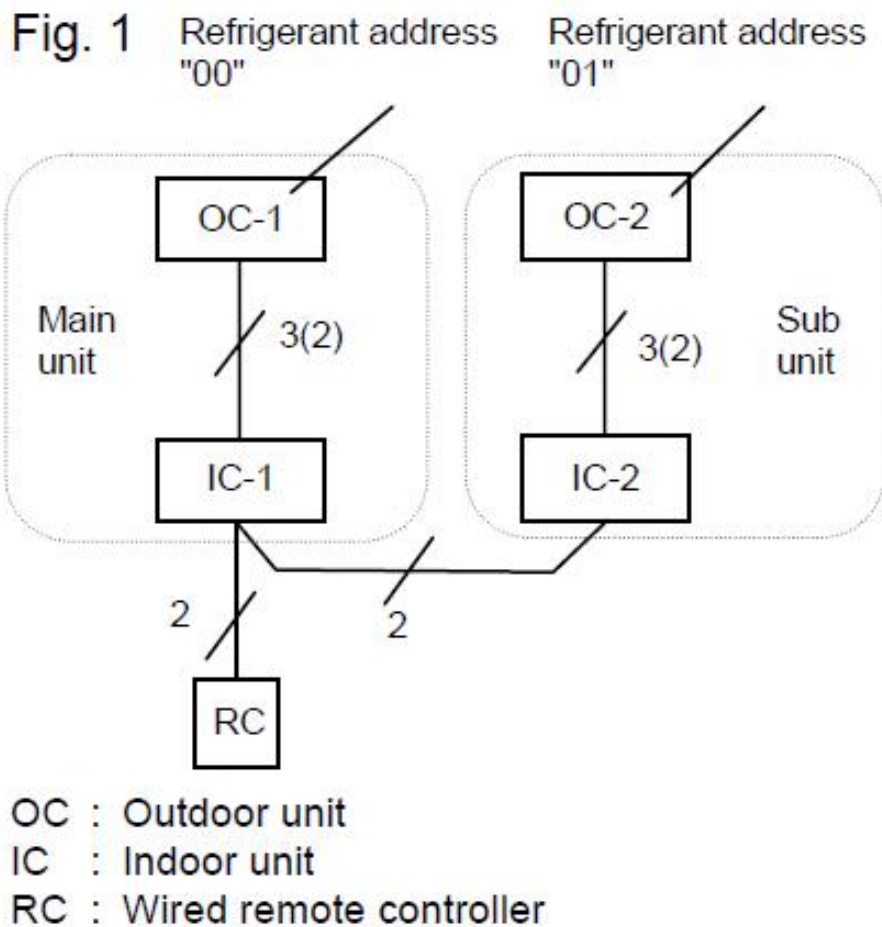 Fig. 1
Refrigerant address
"00"
Refrigerant address
"01"
OC-1
OC-2
Main
unit
3(2)
3(2)
Sub
unit
IC-1
IC-2
2
2
RC
OC : Outdoor unit
IC : Indoor unit
RC : Wired remote controller